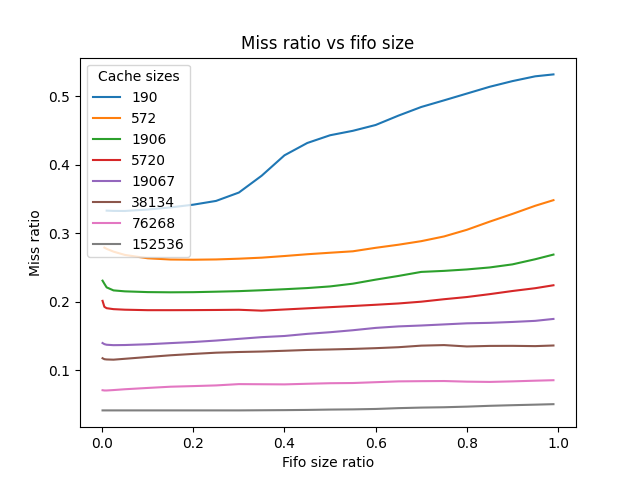 Miss ratio vs fifo size
Cache sizes
190
572
1906
5720
19067
38134
76268
152536
Miss ratio
0.5
0.4
0.3
0.2
0.1
0.0 0.2 0.4 0.6 0.8 1.0
Fifo size ratio